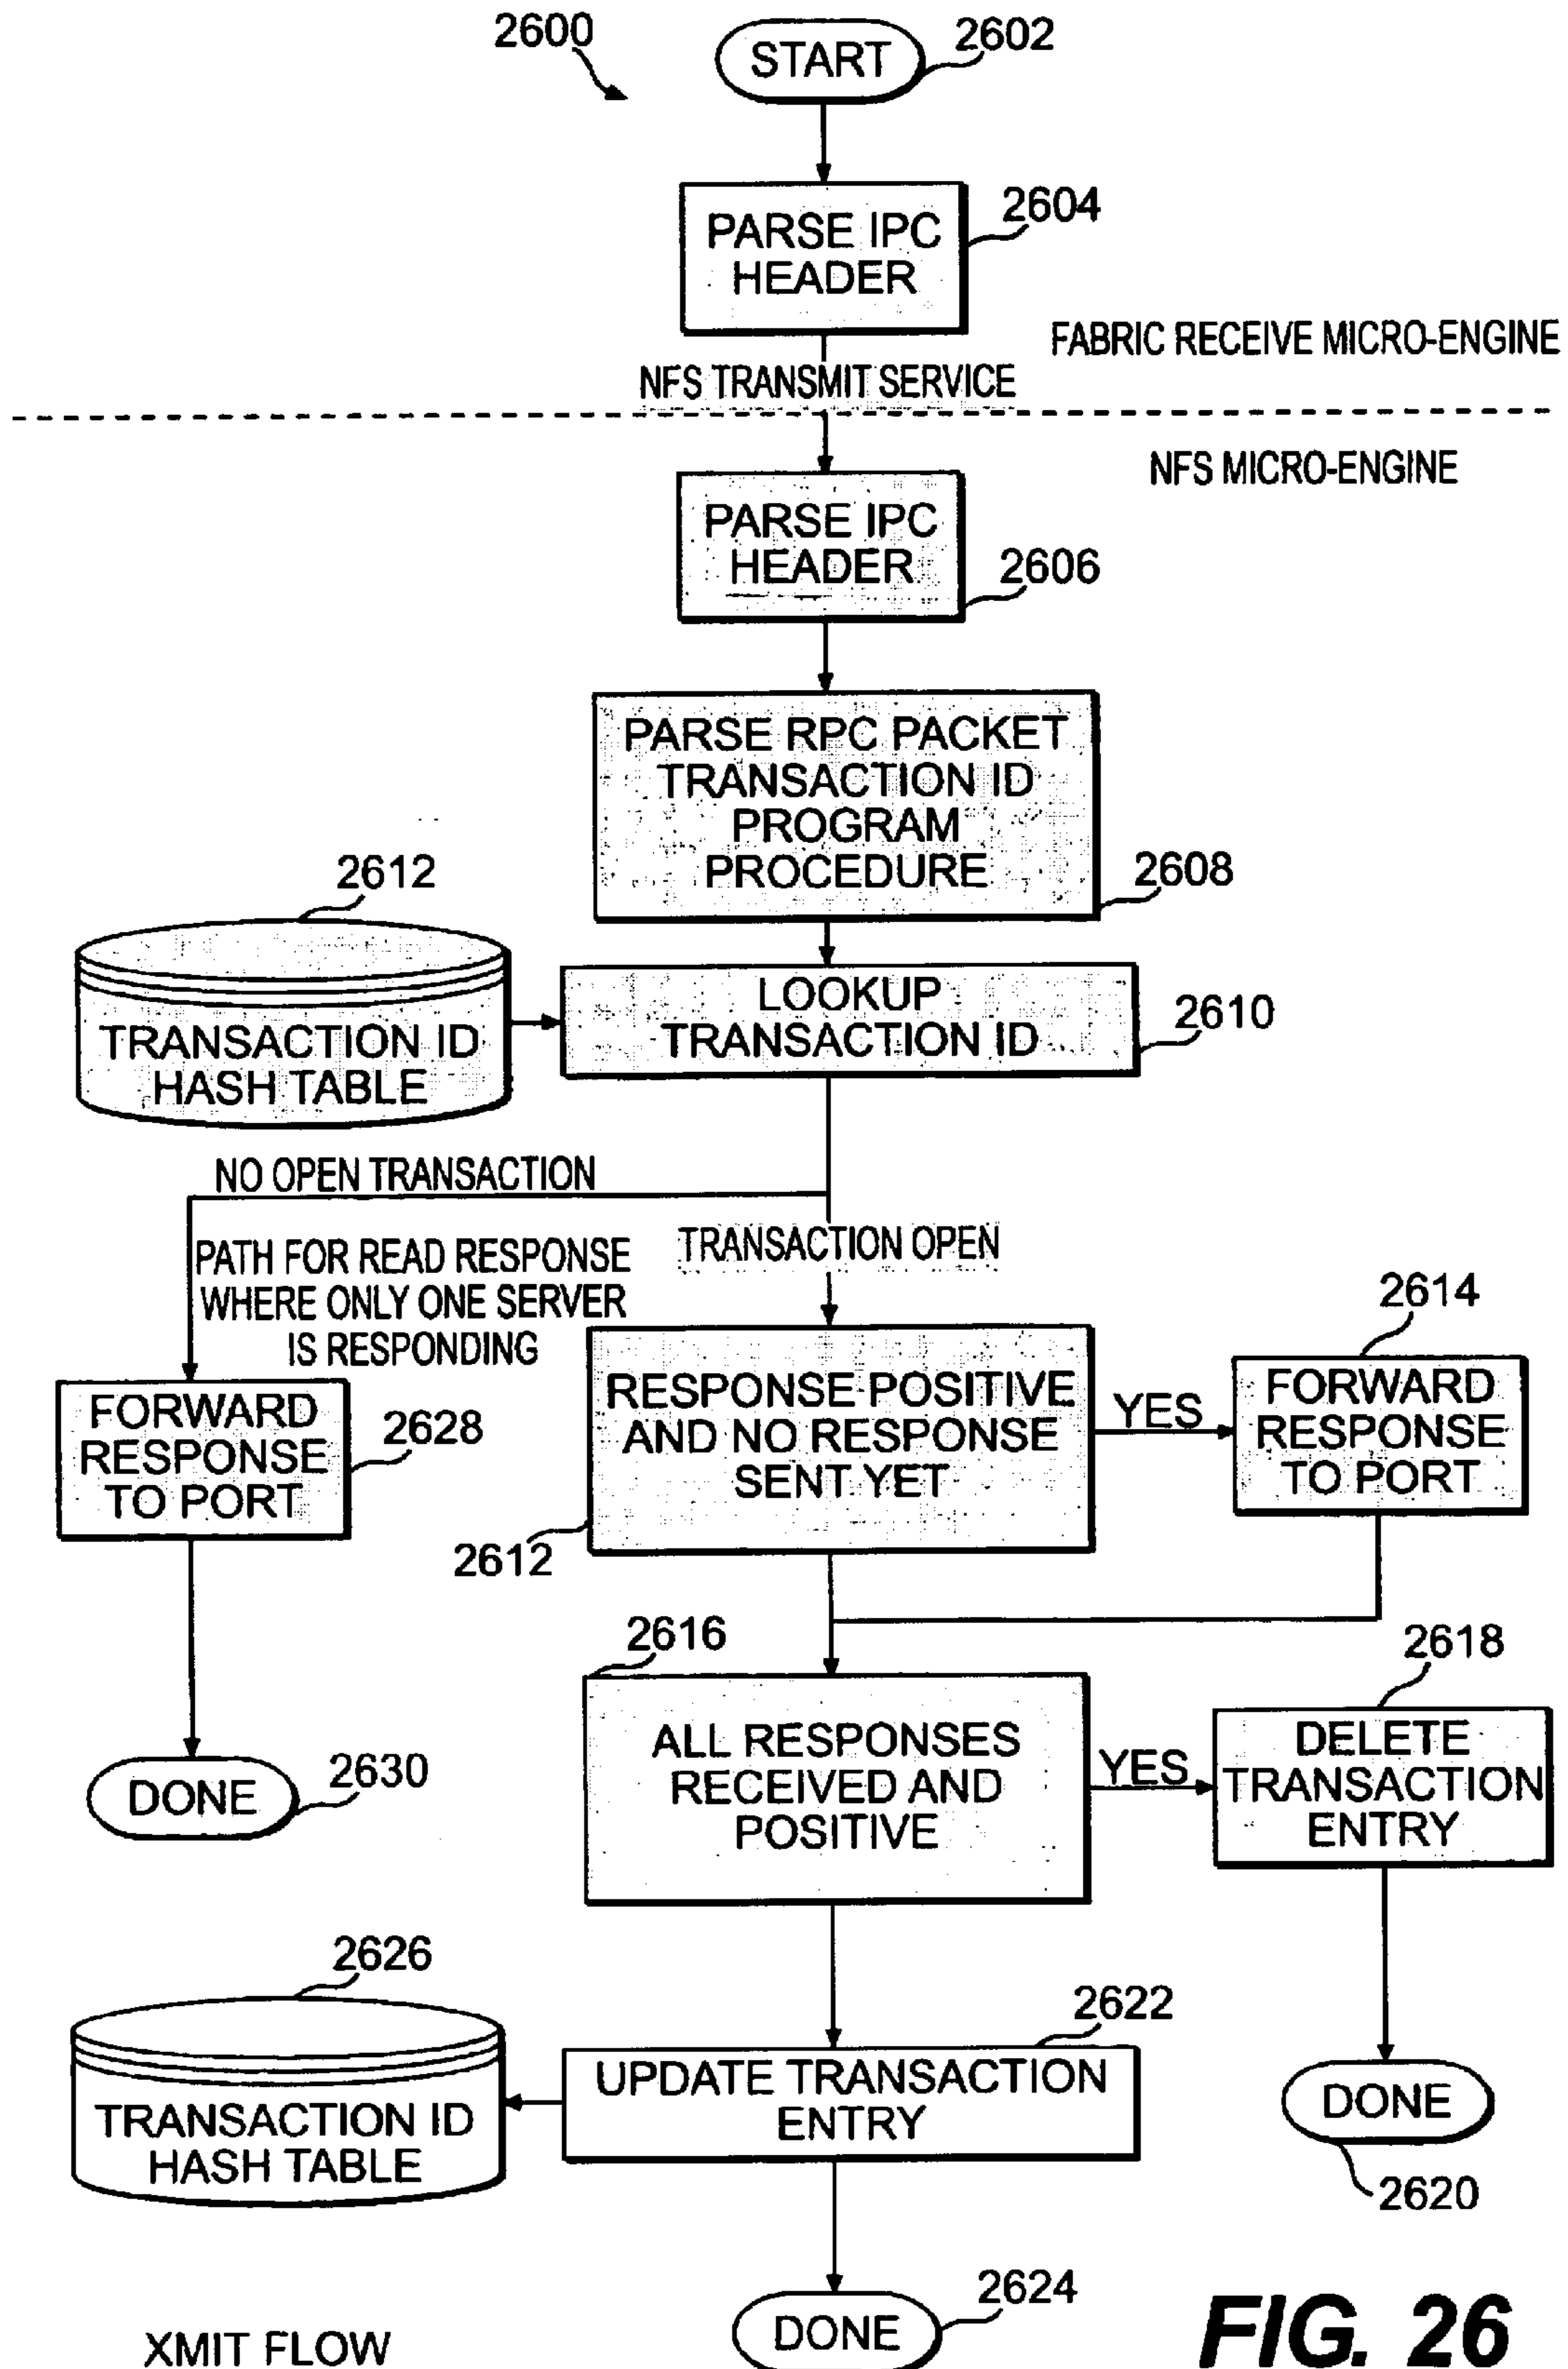 2600
START
2602
PARSE IPC
HEADER
2604
FABRIC RECEIVE MICRO-ENGINE
NFS TRANSMIT SERVICE
NFS MICRO-ENGINE
PARSE IPC
HEADER
2606
PARSE RPC PACKET
TRANSACTION ID
PROGRAM
PROCEDURE
2608
2612
TRANSACTION ID
HASH TABLE
LOOKUP
TRANSACTION ID
2610
NO OPEN TRANSACTION
PATH FOR READ RESPONSE
WHERE ONLY ONE SERVER
IS RESPONDING
TRANSACTION OPEN
FORWARD
RESPONSE
TO PORT
2628
RESPONSE POSITIVE
AND NO RESPONSE
SENT YET
2612
YES
2614
FORWARD
RESPONSE
TO PORT
2616
ALL RESPONSES
RECEIVED AND
POSITIVE
YES
2618
DELETE
TRANSACTION
ENTRY
DONE
2630
2626
TRANSACTION ID
HASH TABLE
2622
UPDATE TRANSACTION
ENTRY
DONE
2620
DONE
2624
XMIT FLOW
FIG. 26